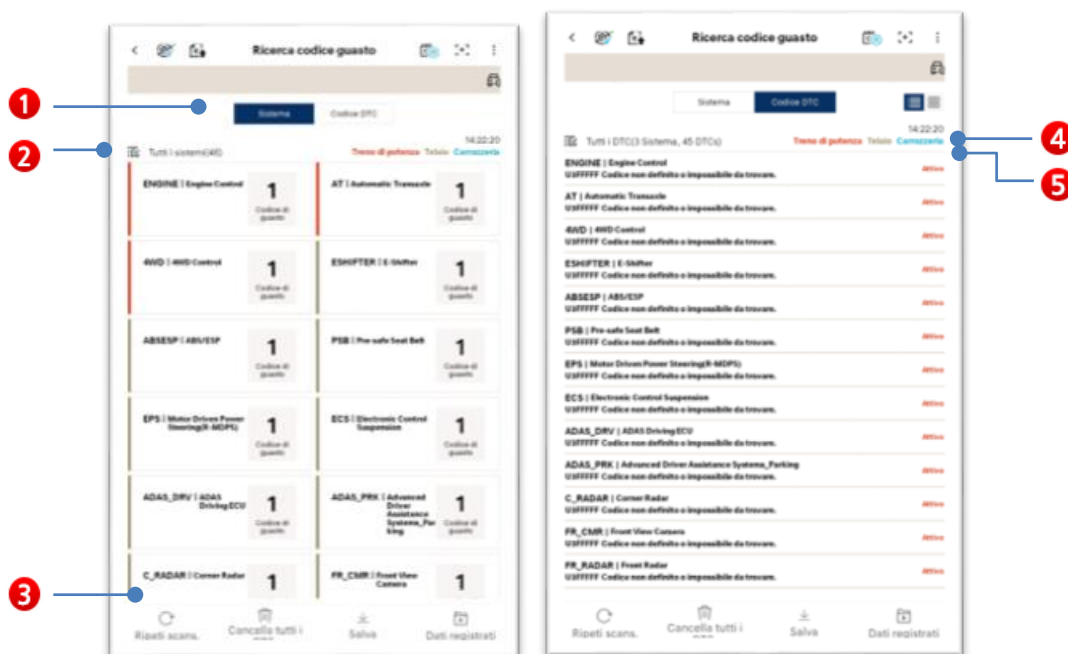 Ricerca codice guasto
Sistema Codice DTC
14:22:20
Tutti i sistemi(46) Treno di potenza Telaio Carrozzeria
ENGINE | Engine Control 1 Codice di guasto
AT | Automatic Transaxle 1 Codice di guasto
4WD | 4WD Control 1 Codice di guasto
ESHIFTER | E-Shifter 1 Codice di guasto
ABSESP | ABS/ESP 1 Codice di guasto
PSB | Pre-safe Seat Belt 1 Codice di guasto
EPS | Motor Driven Power Steering(R-MDPS) 1 Codice di guasto
ECS | Electronic Control Suspension 1 Codice di guasto
ADAS_DRV | ADAS Driving ECU 1 Codice di guasto
ADAS_PRK | Advanced Driver Assistance Systems_Parking 1 Codice di guasto
C_RADAR | Corner Radar 1
FR_CMR | Front View Camera 1
Ripeti scans. Cancella tutti i Salva Dati registrati
1
2
3
Ricerca codice guasto
Sistema Codice DTC
14:22:20
Tutti i DTC(3 Sistema, 45 DTCs) Treno di potenza Telaio Carrozzeria
ENGINE | Engine Control
U3FFFFF Codice non definito o impossibile da trovare. Attivo
AT | Automatic Transaxle
U3FFFFF Codice non definito o impossibile da trovare. Attivo
4WD | 4WD Control
U3FFFFF Codice non definito o impossibile da trovare. Attivo
ESHIFTER | E-Shifter
U3FFFFF Codice non definito o impossibile da trovare. Attivo
ABSESP | ABS/ESP
U3FFFFF Codice non definito o impossibile da trovare. Attivo
PSB | Pre-safe Seat Belt
U3FFFFF Codice non definito o impossibile da trovare. Attivo
EPS | Motor Driven Power Steering(R-MDPS)
U3FFFFF Codice non definito o impossibile da trovare. Attivo
ECS | Electronic Control Suspension
U3FFFFF Codice non definito o impossibile da trovare. Attivo
ADAS_DRV | ADAS Driving ECU
U3FFFFF Codice non definito o impossibile da trovare. Attivo
ADAS_PRK | Advanced Driver Assistance Systems_Parking
U3FFFFF Codice non definito o impossibile da trovare. Attivo
C_RADAR | Corner Radar
U3FFFFF Codice non definito o impossibile da trovare. Attivo
FR_CMR | Front View Camera
U3FFFFF Codice non definito o impossibile da trovare. Attivo
FR_RADAR | Front Radar
U3FFFFF Codice non definito o impossibile da trovare. Attivo
Ripeti scans. Cancella tutti i Salva Dati registrati
4
5